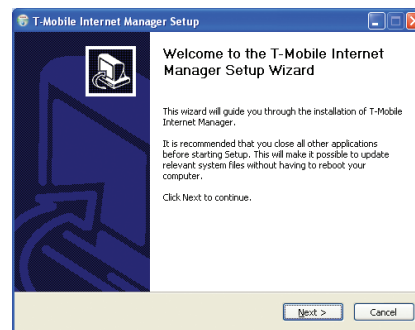 T-Mobile Internet Manager Setup
Welcome to the T-Mobile Internet
Manager Setup Wizard
This wizard will guide you through the installation of T-Mobile
Internet Manager.
It is recommended that you close all other applications
before starting Setup. This will make it possible to update
relevant system files without having to reboot your
computer.
Click Next to continue.
Next >
Cancel